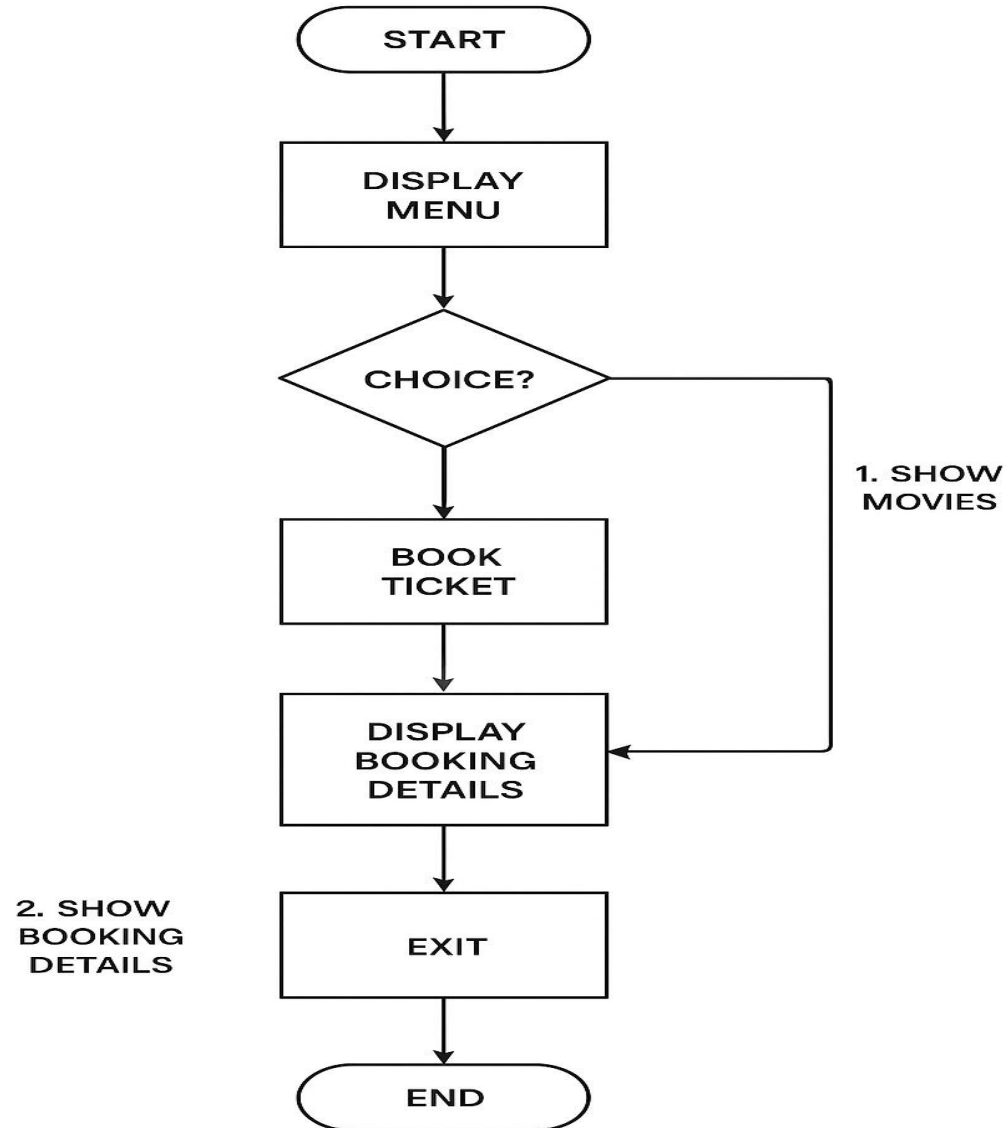 START
DISPLAY
MENU
CHOICE?
1. SHOW
MOVIES
BOOK
TICKET
DISPLAY
BOOKING
DETAILS
2. SHOW
BOOKING
DETAILS
EXIT
END